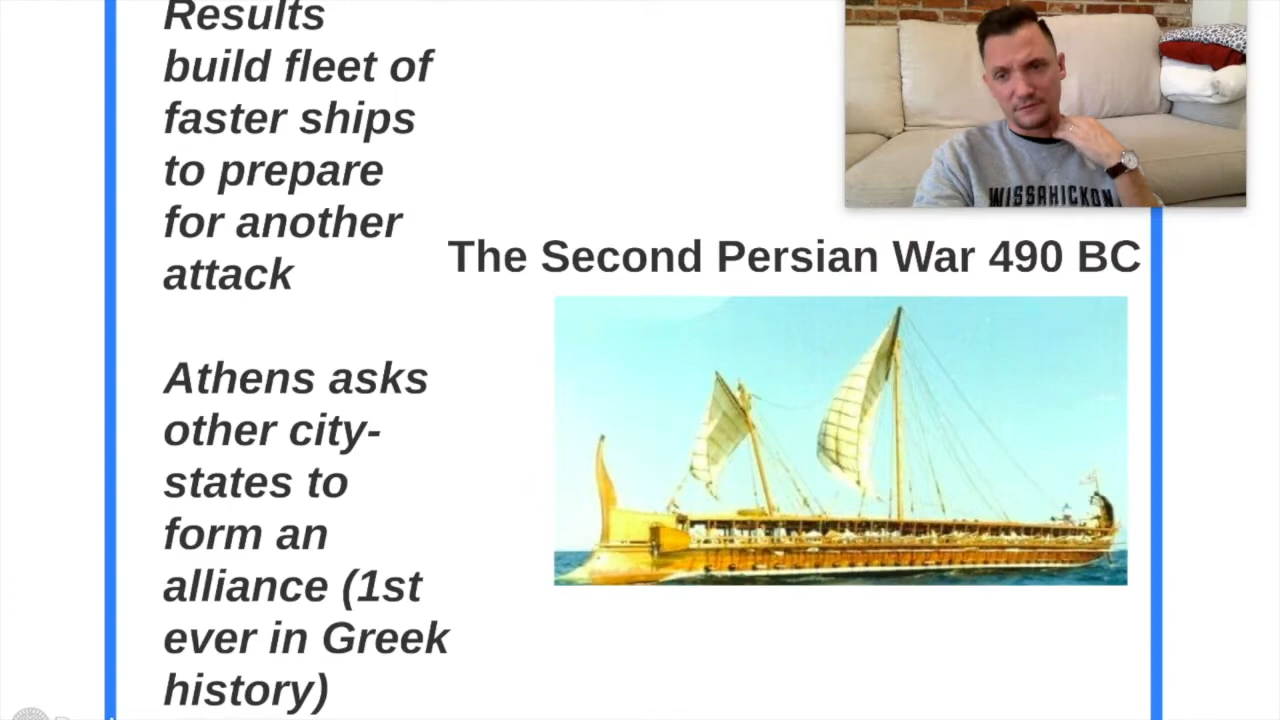 Results
build fleet of
faster ships
to prepare
for another
attack
Athens asks
other city-
states to
form an
alliance (1st
ever in Greek
history)
The Second Persian War 490 BC
WISSAHICKON